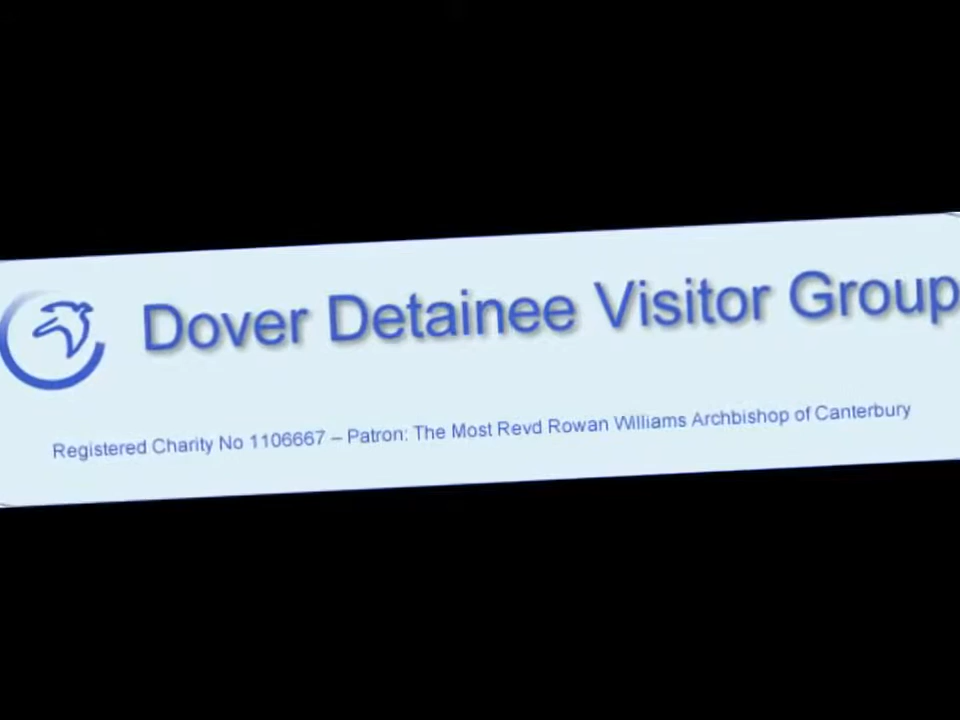 Dover Detainee Visitor Group
Registered Charity No 1106667 – Patron: The Most Revd Rowan Williams Archbishop of Canterbury